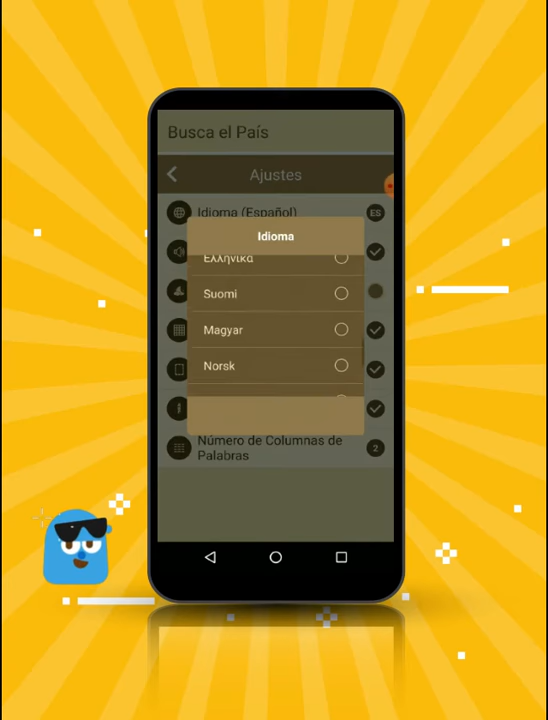 Busca el País
Ajustes
Idioma (Español)
ES
Idioma
Ελληνικά
Suomi
Magyar
Norsk
Número de Columnas de
Palabras
2